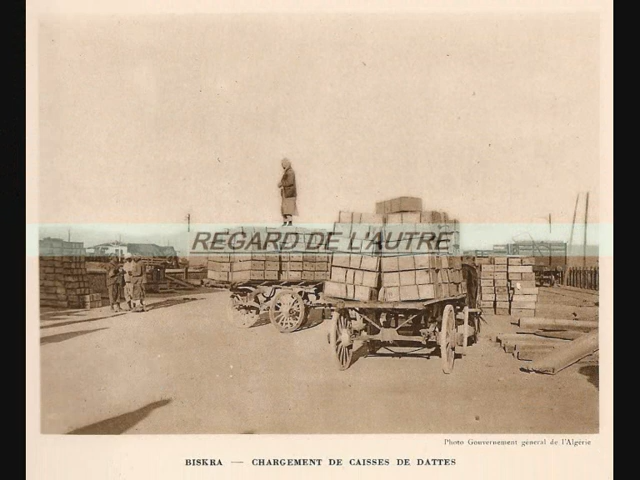 REGARD DE L'AUTRE
Photo Gouvernement général de l'Algérie
BISKRA — CHARGEMENT DE CAISSES DE DATTES